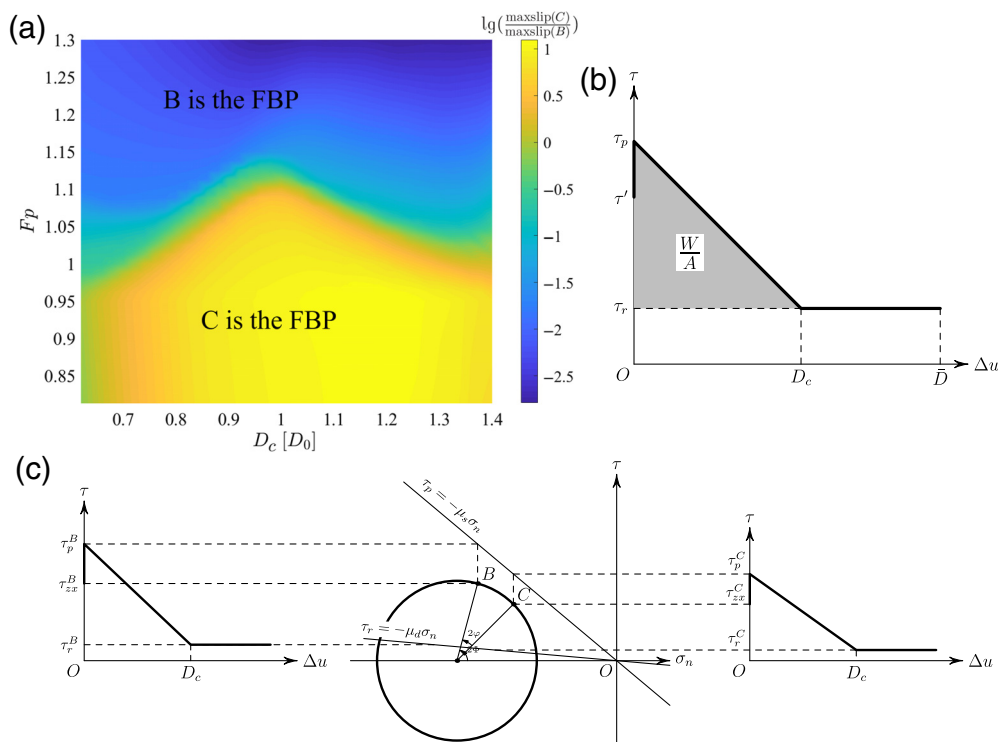 (a)
lg(maxslip(C)/maxslip(B))
1.3
1.25
1.2
1.15
1.1
1.05
1
0.95
0.9
0.85
Fp
B is the FBP
C is the FBP
0.7 0.8 0.9 1 1.1 1.2 1.3 1.4
D_c [D_0]
1
0.5
0
−0.5
−1
−1.5
−2
−2.5
(b)
τ
τ_p
τ′
W/A
τ_r
O D_c D̄ Δu
(c)
τ
τ_p^B
τ_zx^B
τ_r^B
O D_c Δu
τ
τ_p = −μ_s σ_n
B
C
τ_r = −μ_d σ_n
2φ
O σ_n
τ
τ_p^C
τ_zx^C
τ_r^C
O D_c Δu